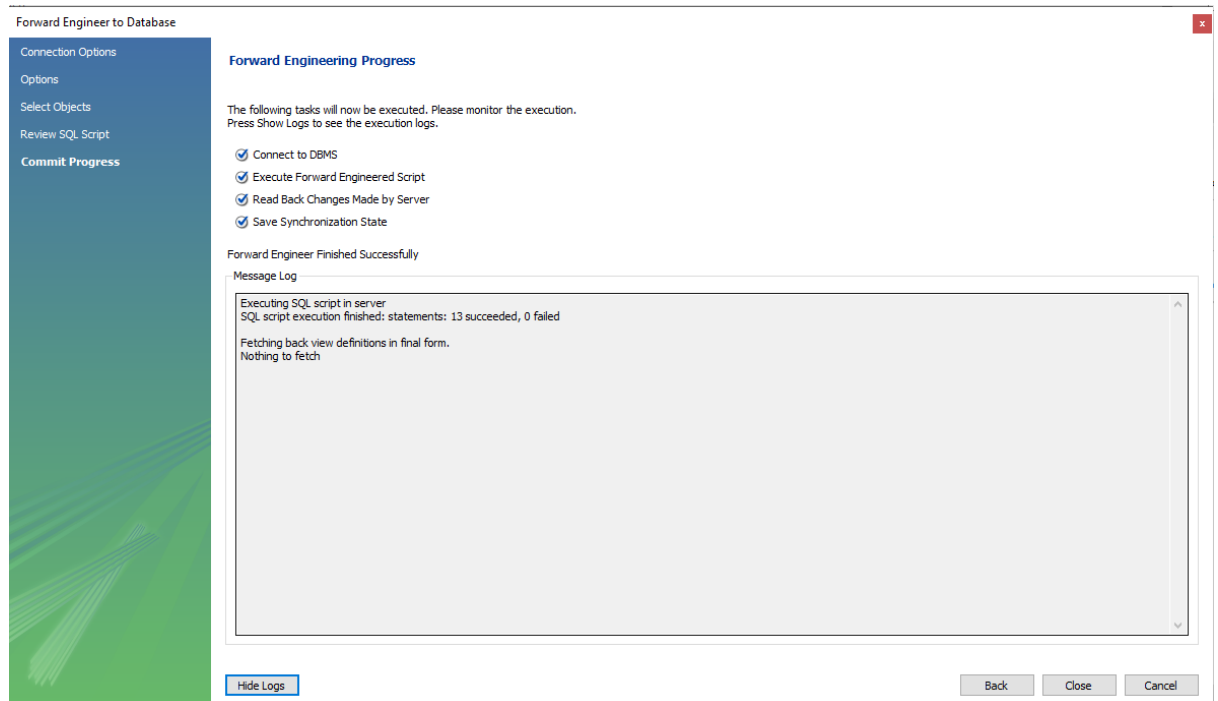 Forward Engineer to Database
x
Connection Options
Options
Select Objects
Review SQL Script
Commit Progress
Forward Engineering Progress
The following tasks will now be executed. Please monitor the execution.
Press Show Logs to see the execution logs.
Connect to DBMS
Execute Forward Engineered Script
Read Back Changes Made by Server
Save Synchronization State
Forward Engineer Finished Successfully
Message Log
Executing SQL script in server
SQL script execution finished: statements: 13 succeeded, 0 failed
Fetching back view definitions in final form.
Nothing to fetch
Hide Logs
Back
Close
Cancel